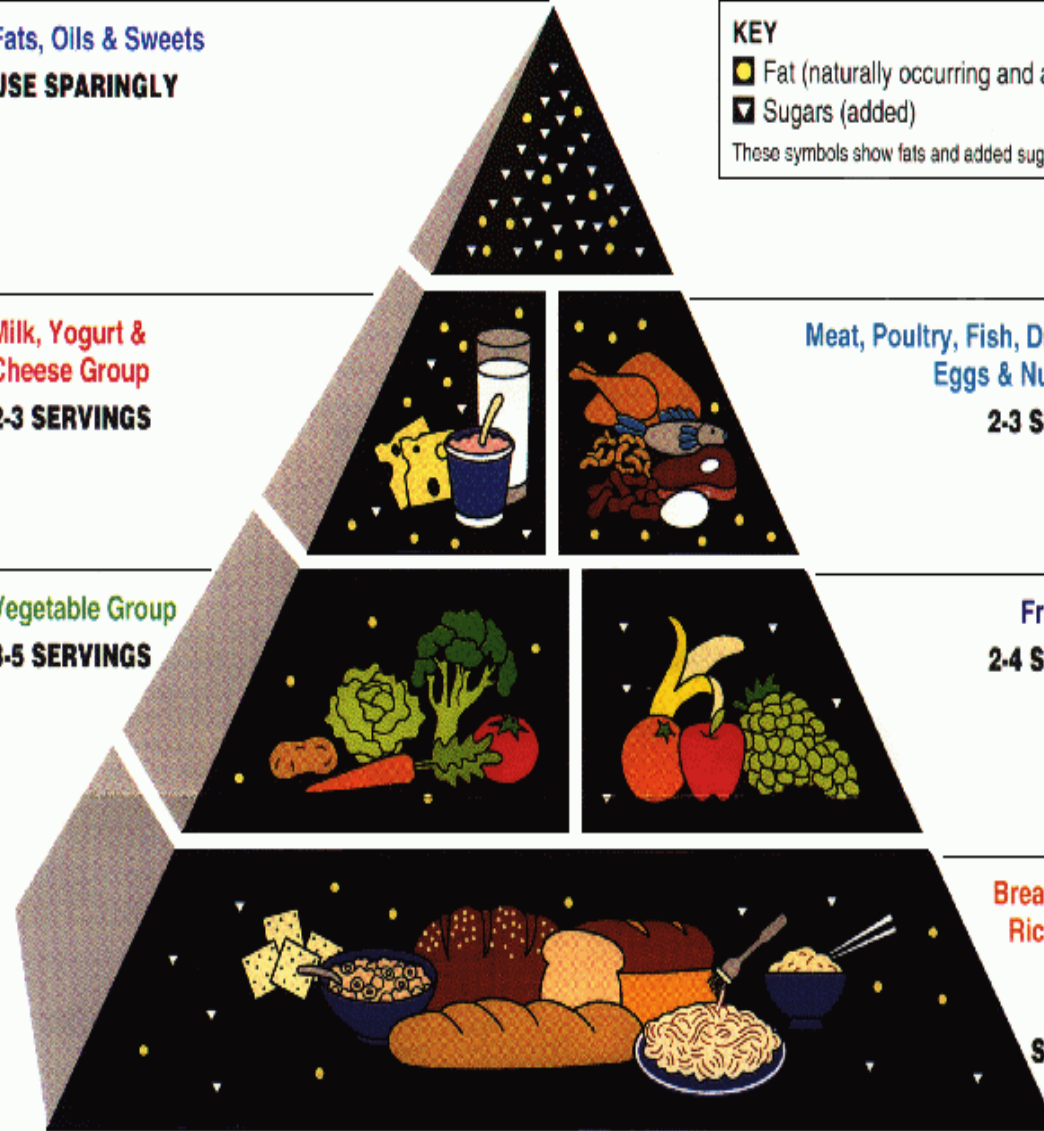 Fats, Oils & Sweets
USE SPARINGLY
KEY
Fat (naturally occurring and a
Sugars (added)
These symbols show fats and added sug
Milk, Yogurt &
Cheese Group
2-3 SERVINGS
Meat, Poultry, Fish, D
Eggs & Nu
2-3 S
Vegetable Group
3-5 SERVINGS
Fr
2-4 S
Brea
Ric
S